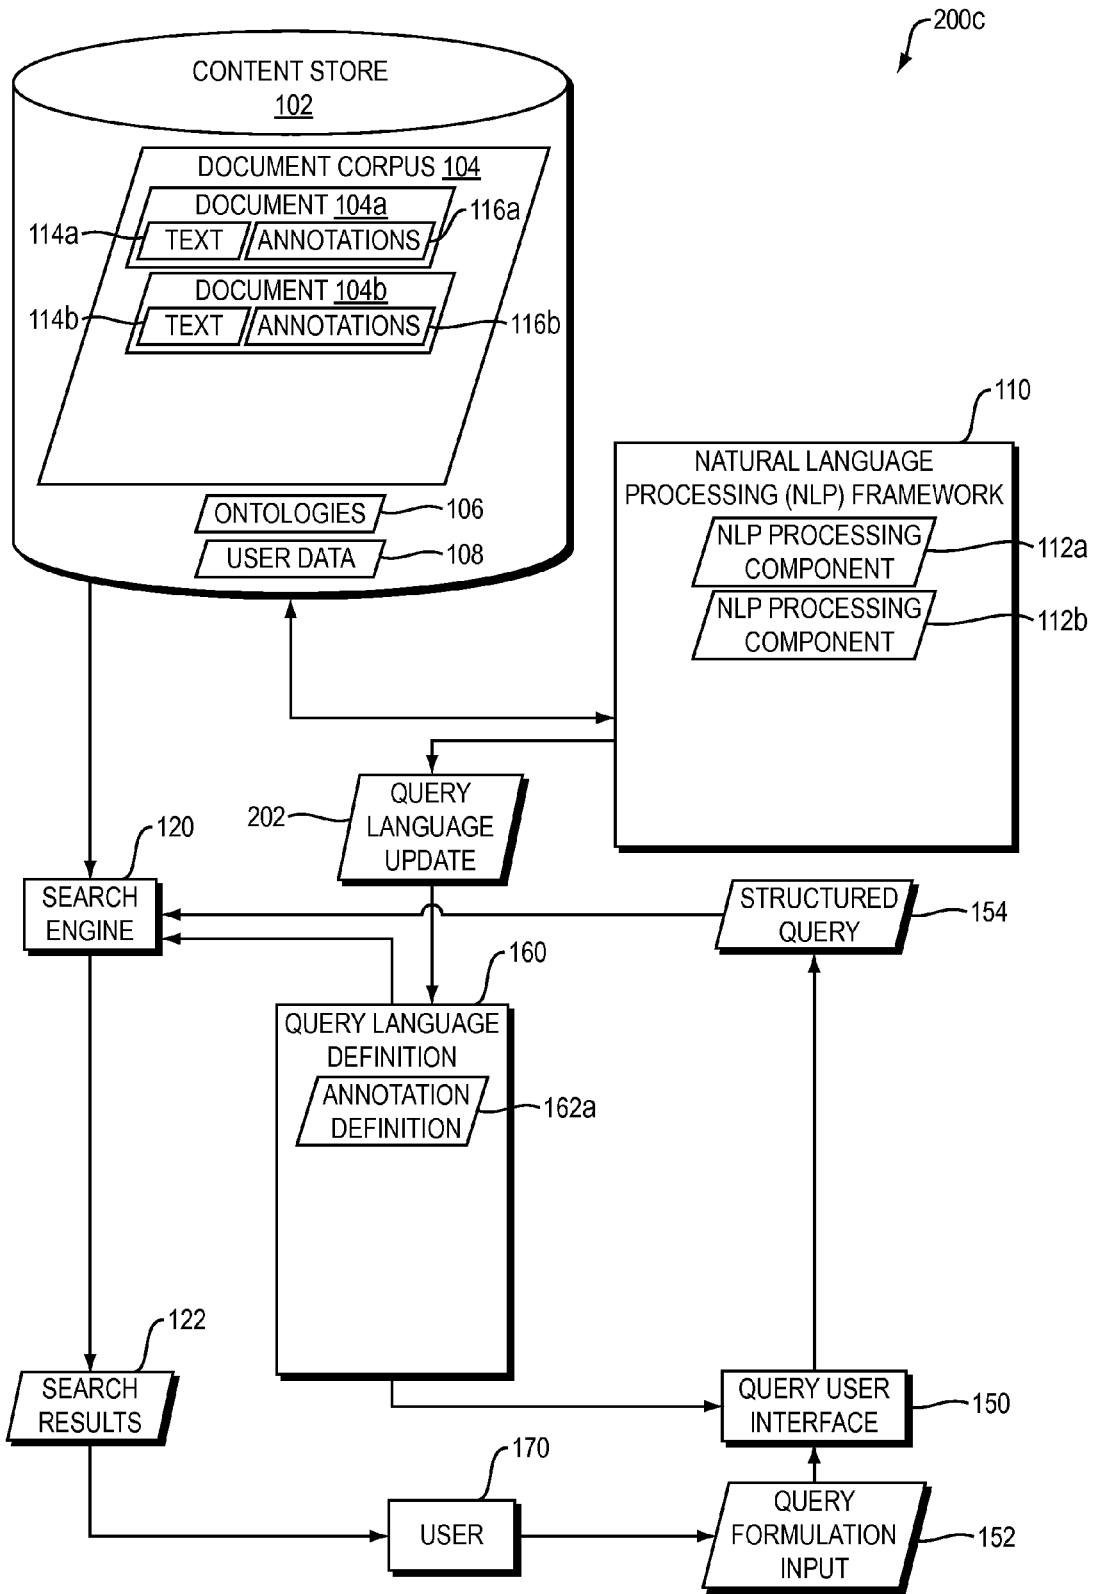 200c
CONTENT STORE
102
DOCUMENT CORPUS 104
DOCUMENT 104a
116a
114a
TEXT
ANNOTATIONS
DOCUMENT 104b
114b
TEXT
ANNOTATIONS
116b
ONTOLOGIES
106
USER DATA
108
110
NATURAL LANGUAGE
PROCESSING (NLP) FRAMEWORK
NLP PROCESSING
COMPONENT
112a
NLP PROCESSING
COMPONENT
112b
202
QUERY
LANGUAGE
UPDATE
120
SEARCH
ENGINE
STRUCTURED
QUERY
154
160
QUERY LANGUAGE
DEFINITION
ANNOTATION
DEFINITION
162a
122
SEARCH
RESULTS
QUERY USER
INTERFACE
150
170
USER
QUERY
FORMULATION
INPUT
152